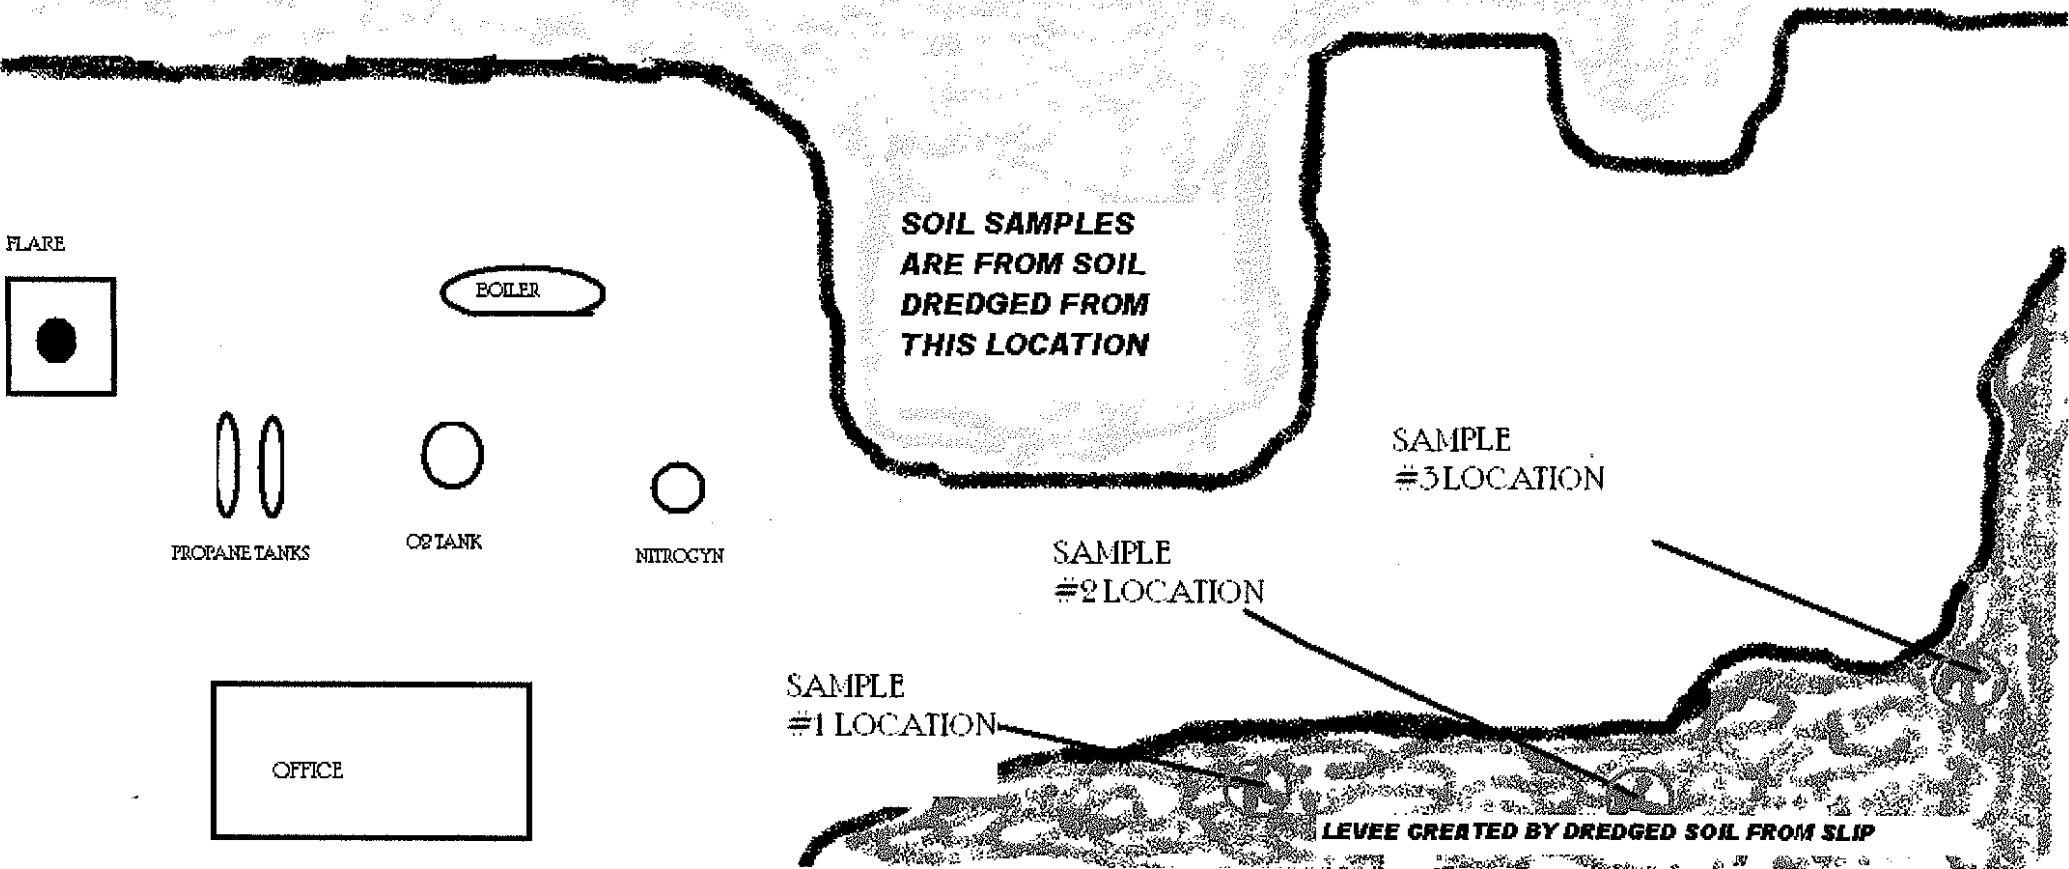 SOIL SAMPLES
ARE FROM SOIL
DREDGED FROM
THIS LOCATION
FLARE
BOILER
PROPANE TANKS
O2 TANK
NITROGYN
SAMPLE
#3 LOCATION
SAMPLE
#2 LOCATION
SAMPLE
#1 LOCATION
OFFICE
LEVEE CREATED BY DREDGED SOIL FROM SLIP